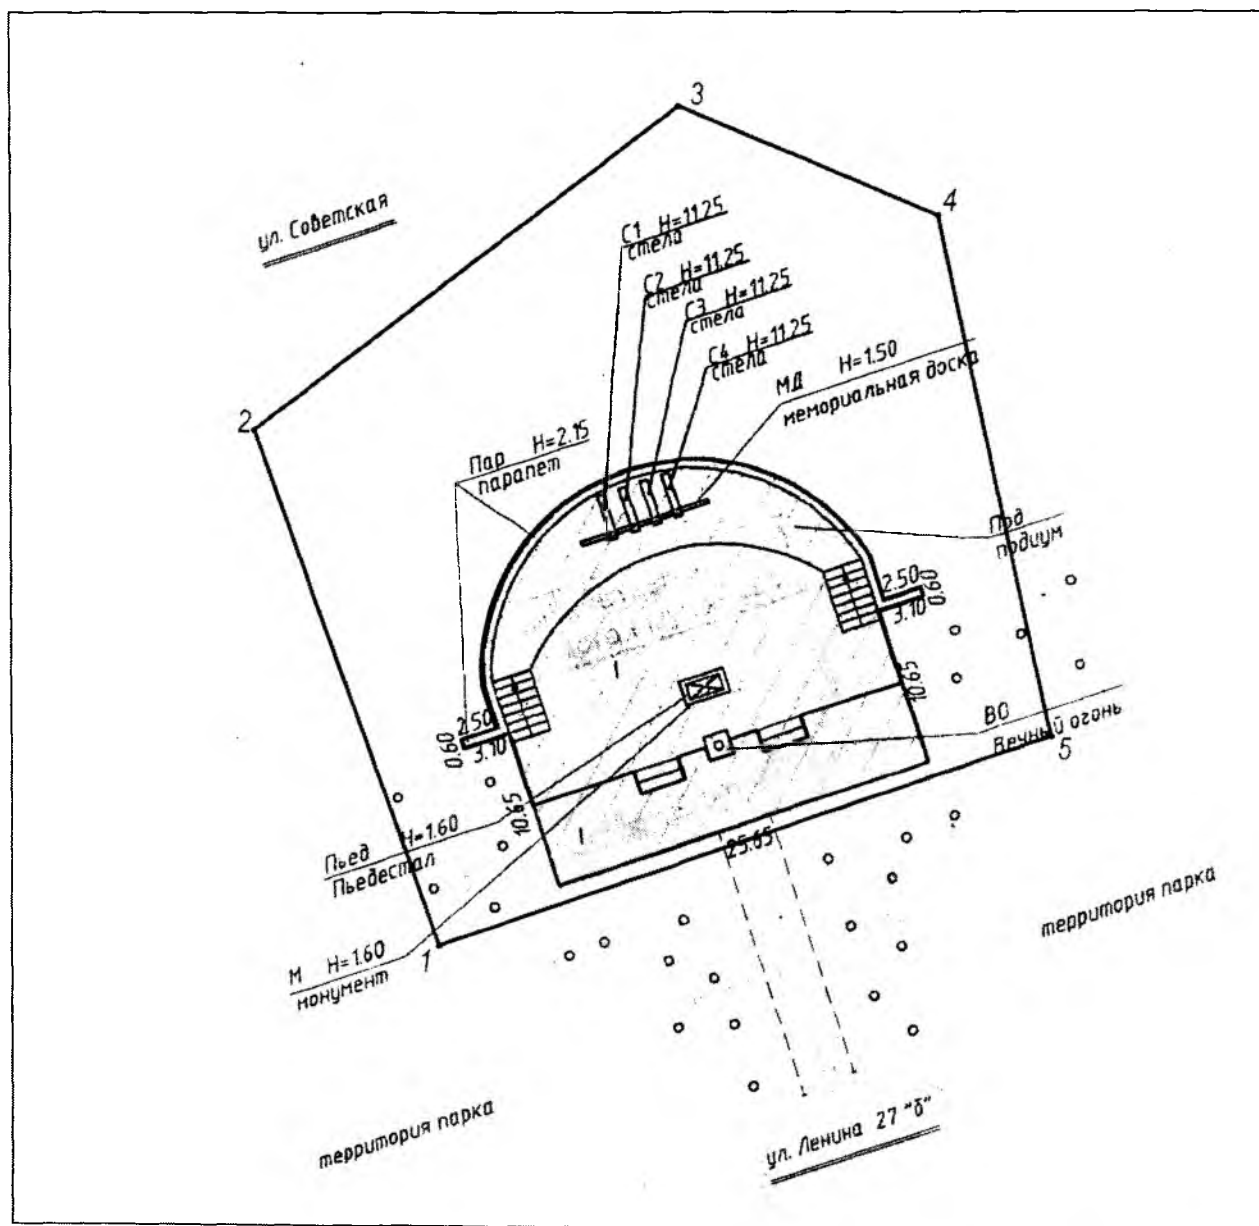 3
4
ул. Советская
С1 Н=11.25
стела
С2 Н=11.25
стела
С3 Н=11.25
стела
С4 Н=11.25
стела
МД Н=1.50
мемориальная доска
2
Пар Н=2.15
парапет
Под
подиум
2.50
0.60
3.10
10.65
I
2.50
0.60
3.10
10.65
ВО
Вечный огонь
5
Пьед Н=1.60
Пьедестал
I
25.65
территория парка
1
М Н=1.60
монумент
территория парка
ул. Ленина 27 "б"